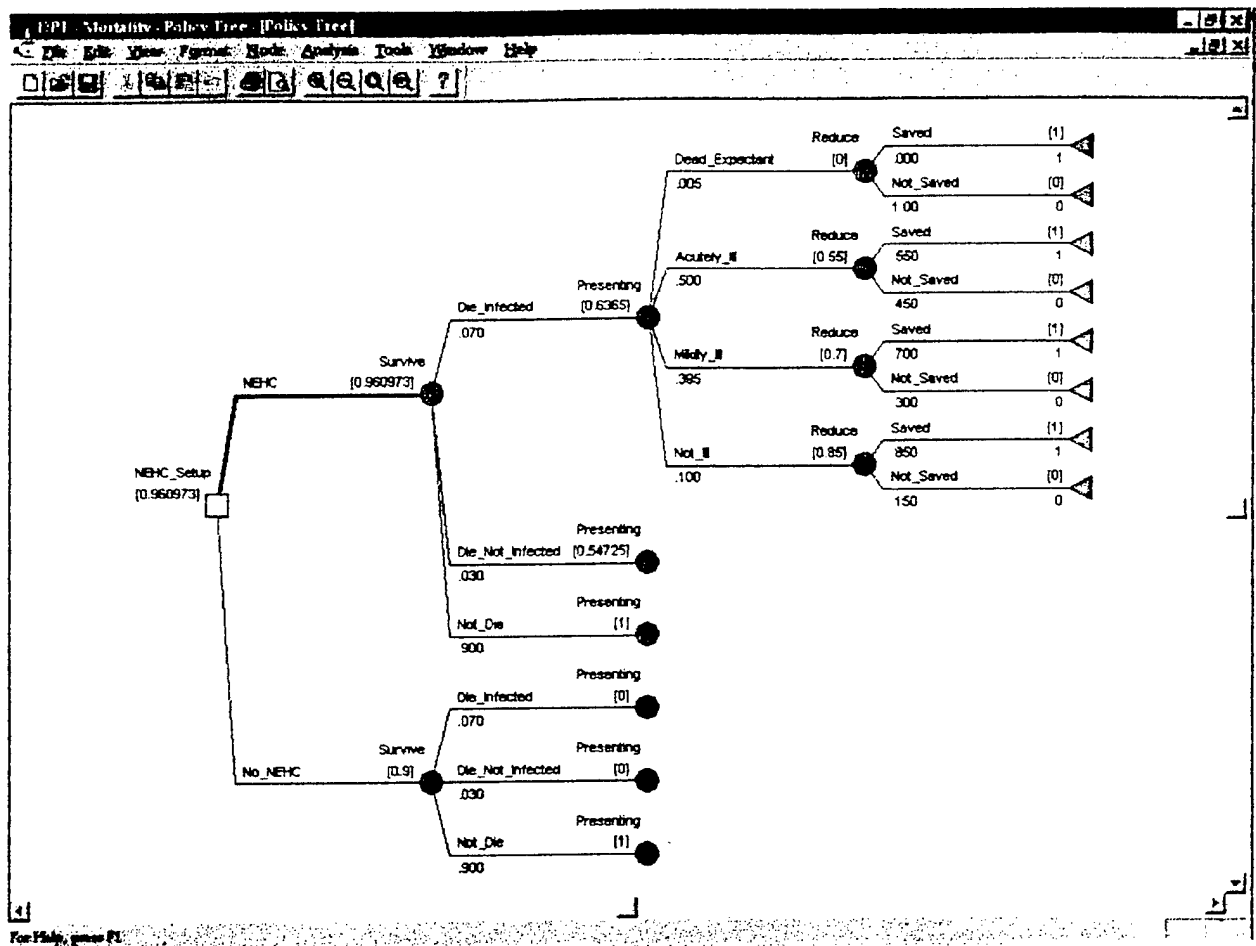 DPL - Mortality - Policy Tree - [Policy Tree]
File Edit View Format Node Analysis Tools Window Help
?
Reduce Saved [1]
Dead_Expectant [0] .000 1
.005 Not_Saved [0]
1.00 0
Reduce Saved [1]
Acutely_Ill [0.55] 550 1
.500 Not_Saved [0]
450 0
Presenting
Die_Infected [0.6365]
.070
Reduce Saved [1]
Mildly_Ill [0.7] 700 1
.395 Not_Saved [0]
300 0
Survive
NEHC [0.960973]
Reduce Saved [1]
Not_Ill [0.85] 850 1
.100 Not_Saved [0]
150 0
NEHC_Setup
[0.960973]
Presenting
Die_Not_Infected [0.54725]
.030
Presenting
Not_Die [1]
.900
Presenting
Die_Infected [0]
.070
Survive
No_NEHC [0.9]
Presenting
Die_Not_Infected [0]
.030
Presenting
Not_Die [1]
.900
For Help, press F1